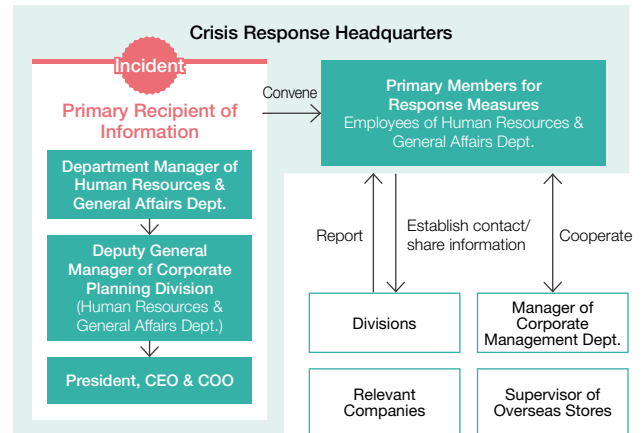 Crisis Response Headquarters
Incident
Primary Recipient of
Information
Department Manager of
Human Resources &
General Affairs Dept.
Deputy General
Manager of Corporate
Planning Division
(Human Resources &
General Affairs Dept.)
President, CEO & COO
Convene
Primary Members for
Response Measures
Employees of Human Resources &
General Affairs Dept.
Report
Establish contact/
share information
Cooperate
Divisions
Manager of
Corporate
Management Dept.
Relevant
Companies
Supervisor of
Overseas Stores